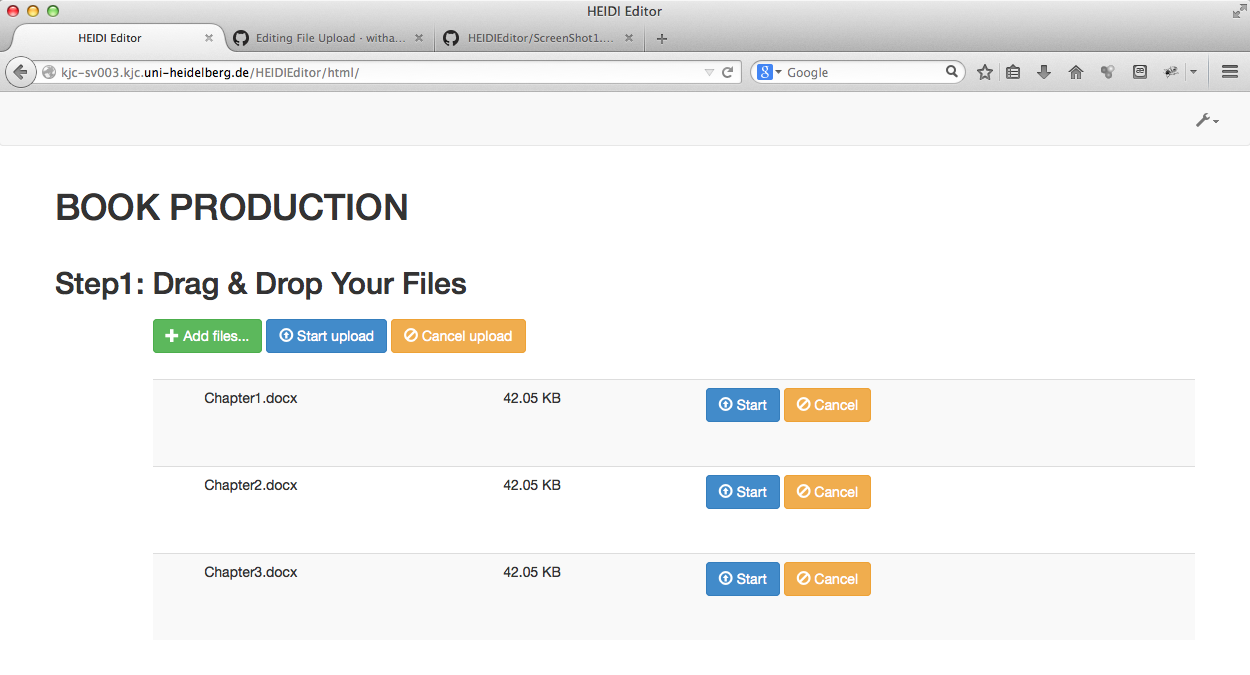 HEIDI Editor
HEIDI Editor
Editing File Upload - witha...
HEIDIEditor/ScreenShot1....
kjc-sv003.kjc.uni-heidelberg.de/HEIDIEditor/html/
8 Google
BOOK PRODUCTION
Step1: Drag & Drop Your Files
Add files... Start upload Cancel upload
Chapter1.docx 42.05 KB Start Cancel
Chapter2.docx 42.05 KB Start Cancel
Chapter3.docx 42.05 KB Start Cancel